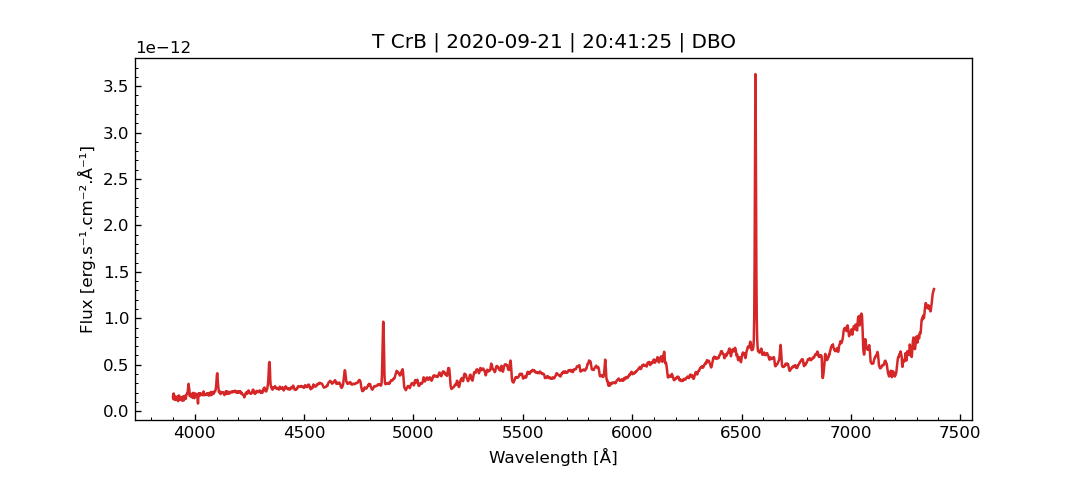 T CrB | 2020-09-21 | 20:41:25 | DBO
1e−12
3.5
3.0
2.5
2.0
1.5
1.0
0.5
0.0
Flux [erg.s⁻¹.cm⁻².Å⁻¹]
4000 4500 5000 5500 6000 6500 7000 7500
Wavelength [Å]